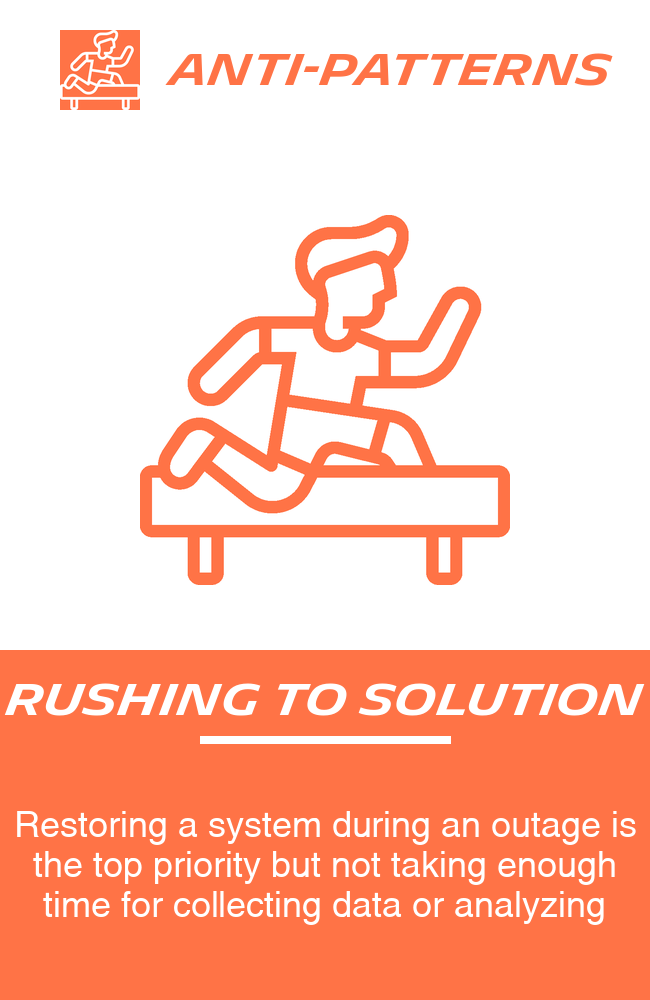 ANTI-PATTERNS
RUSHING TO SOLUTION
Restoring a system during an outage is
the top priority but not taking enough
time for collecting data or analyzing